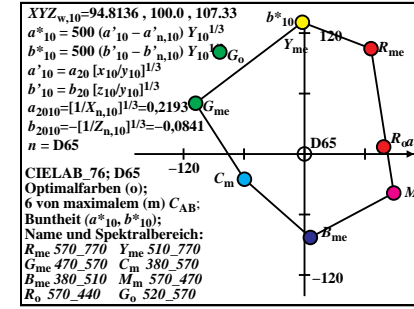 XYZw,10=94.8136 , 100.0 , 107.33
a*10 = 500 (a'10 - a'n,10) Y10^1/3
b*10 = 500 (b'10 - b'n,10) Y10^1
a'10 = a20 [x10/y10]^1/3
b'10 = b20 [z10/y10]^1/3
a2010=[1/Xn,10]^1/3=0,2193
b2010=−[1/Zn,10]^1/3=−0,0841
n = D65
CIELAB_76; D65
Optimalfarben (o);
6 von maximalem (m) CAB;
Buntheit (a*10, b*10);
Name und Spektralbereich:
Rme 570_770 Yme 510_770
Gme 470_570 Cm 380_570
Bme 380_510 Mm 570_470
Ro 570_440 Go 520_570
b*10
Yme
120
Rme
Go
Gme
D65
Ro
a
−120
Cm
M
Bme
−120